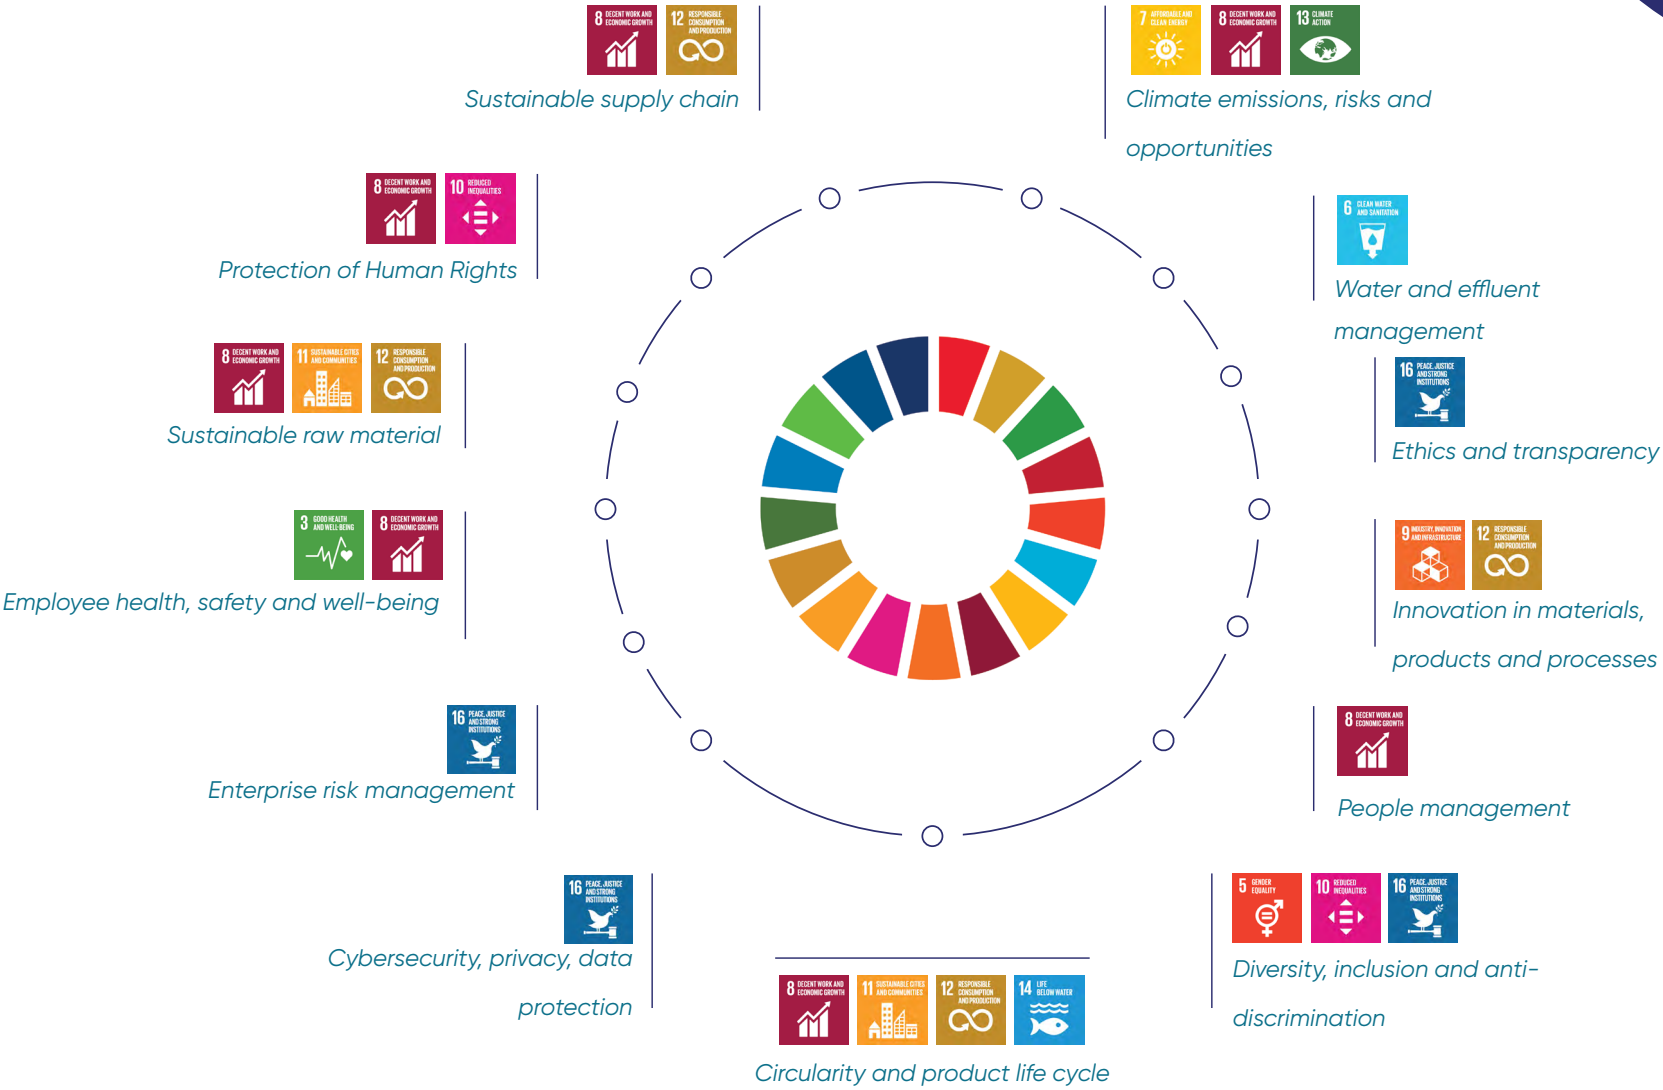 8 DECENT WORK AND
ECONOMIC GROWTH
12 RESPONSIBLE
CONSUMPTION
AND PRODUCTION
Sustainable supply chain
7 AFFORDABLE AND
CLEAN ENERGY
8 DECENT WORK AND
ECONOMIC GROWTH
13 CLIMATE
ACTION
Climate emissions, risks and
opportunities
8 DECENT WORK AND
ECONOMIC GROWTH
10 REDUCED
INEQUALITIES
Protection of Human Rights
6 CLEAN WATER
AND SANITATION
Water and effluent
management
8 DECENT WORK AND
ECONOMIC GROWTH
11 SUSTAINABLE CITIES
AND COMMUNITIES
12 RESPONSIBLE
CONSUMPTION
AND PRODUCTION
Sustainable raw material
16 PEACE, JUSTICE
AND STRONG
INSTITUTIONS
Ethics and transparency
3 GOOD HEALTH
AND WELL-BEING
8 DECENT WORK AND
ECONOMIC GROWTH
Employee health, safety and well-being
9 INDUSTRY, INNOVATION
AND INFRASTRUCTURE
12 RESPONSIBLE
CONSUMPTION
AND PRODUCTION
Innovation in materials,
products and processes
16 PEACE, JUSTICE
AND STRONG
INSTITUTIONS
Enterprise risk management
8 DECENT WORK AND
ECONOMIC GROWTH
People management
16 PEACE, JUSTICE
AND STRONG
INSTITUTIONS
Cybersecurity, privacy, data
protection
5 GENDER
EQUALITY
10 REDUCED
INEQUALITIES
16 PEACE, JUSTICE
AND STRONG
INSTITUTIONS
Diversity, inclusion and anti-
discrimination
8 DECENT WORK AND
ECONOMIC GROWTH
11 SUSTAINABLE CITIES
AND COMMUNITIES
12 RESPONSIBLE
CONSUMPTION
AND PRODUCTION
14 LIFE
BELOW WATER
Circularity and product life cycle